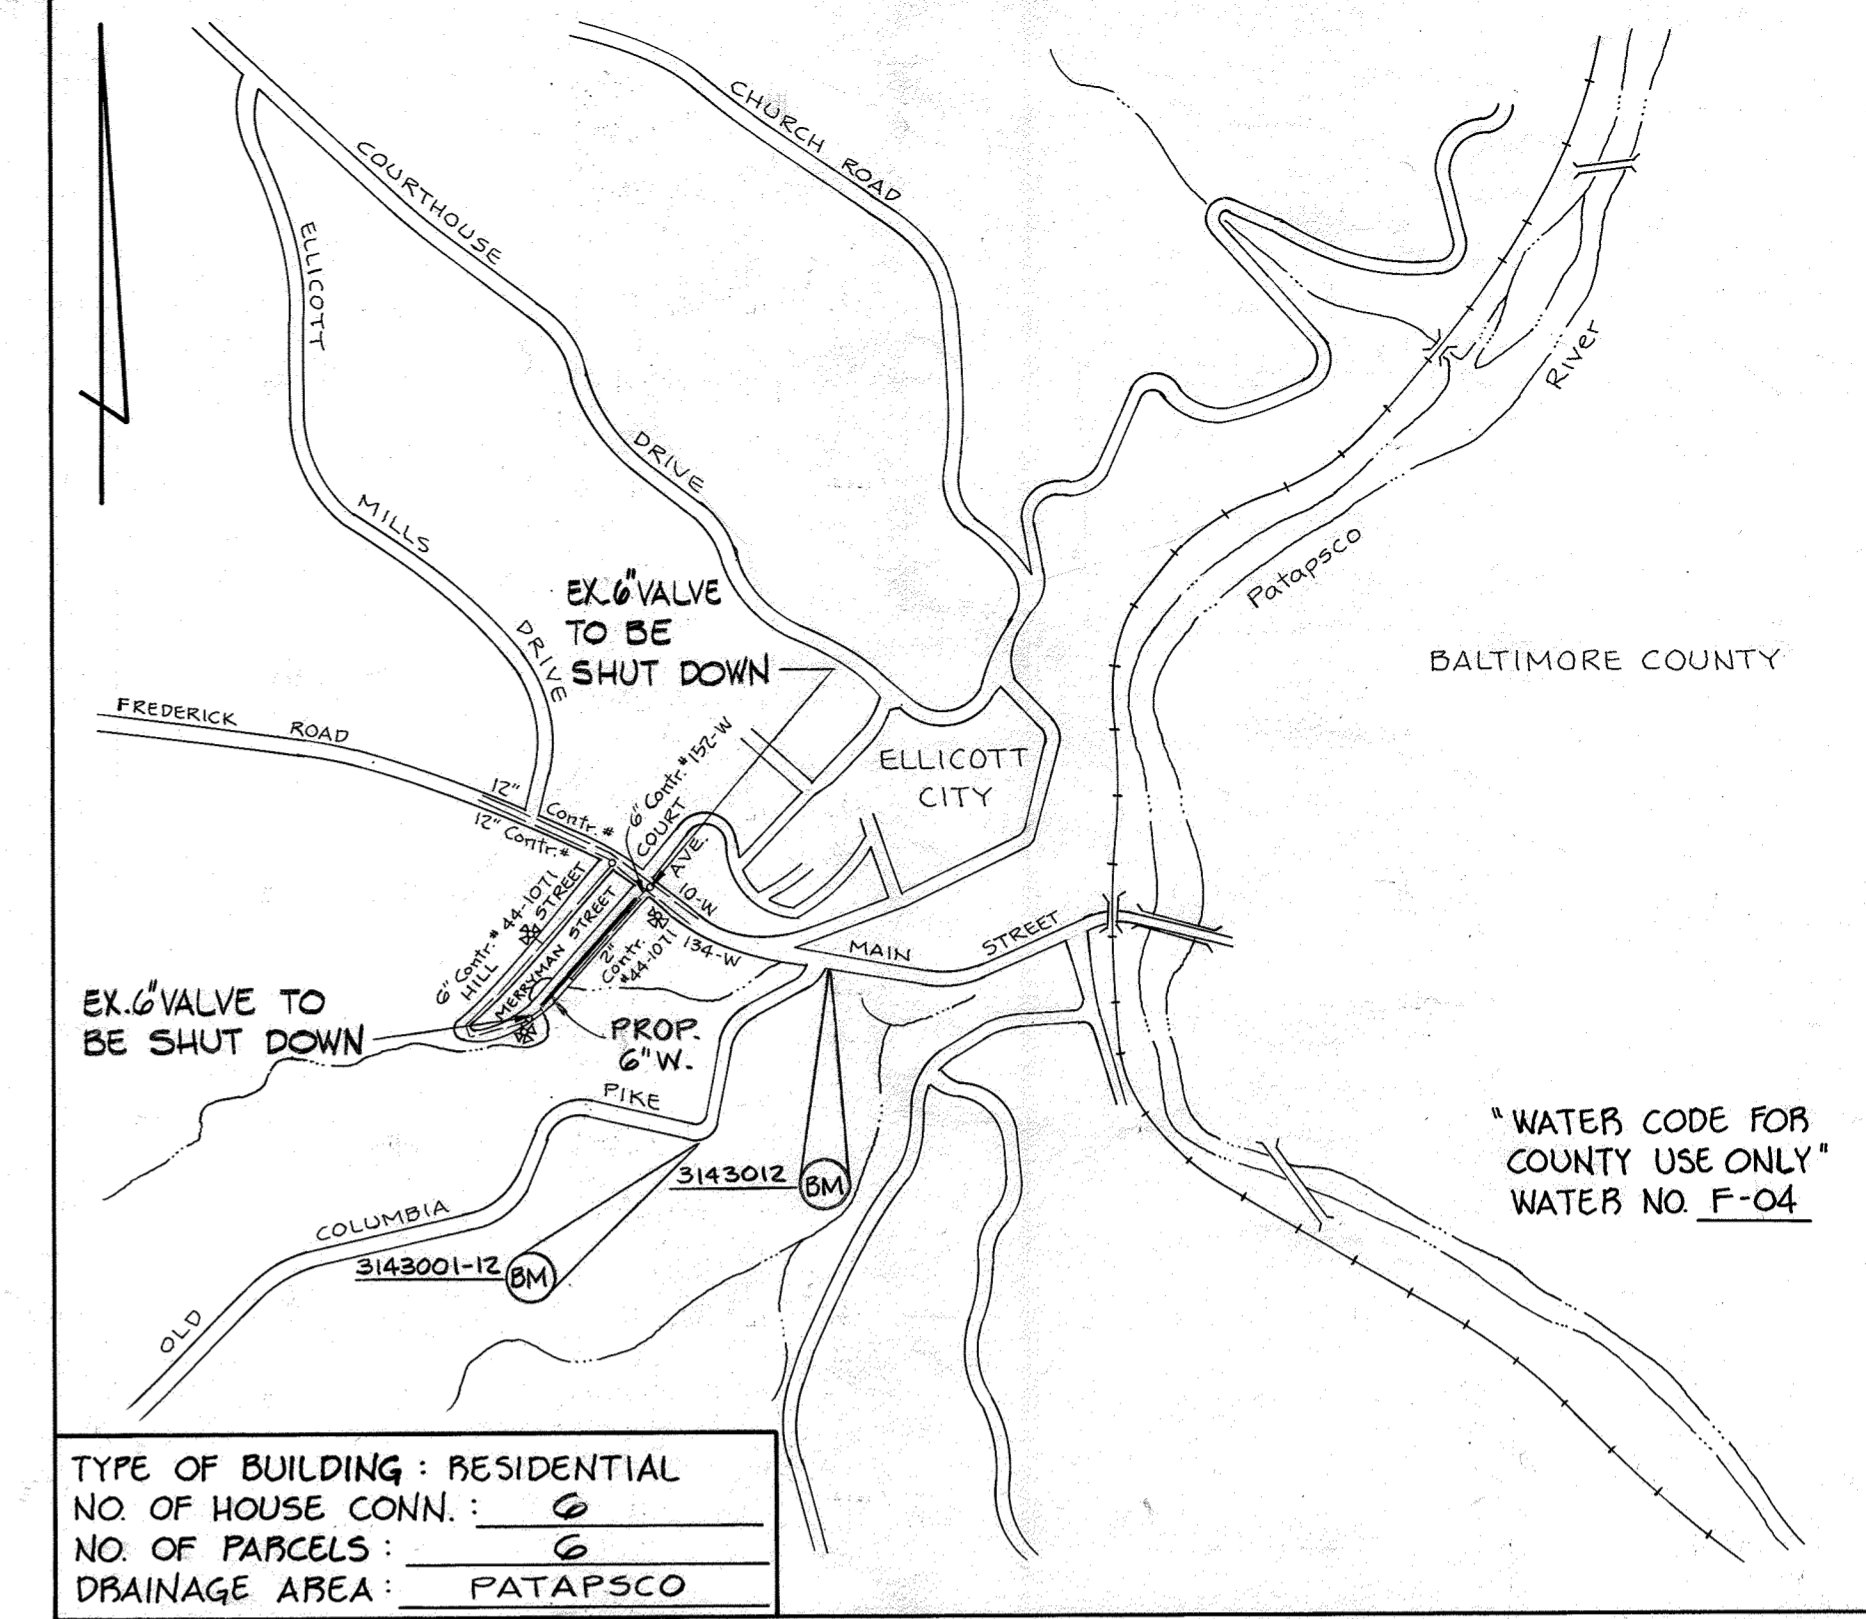 CHURCH ROAD
COURTHOUSE
DRIVE
ELLICOTT
MILLS
DRIVE
River
Patapsco
BALTIMORE COUNTY
EX. 6" VALVE
TO BE
SHUT DOWN
FREDERICK ROAD
ELLICOTT
CITY
12" Contr. #
12" Contr. #
6" Contr. # 152-W
COURT
AVE.
10-W
134-W
6" Contr. # 44-1071
HILL STREET
MERRYMAN STREET
2"
Contr.
#44-1071
MAIN STREET
EX. 6" VALVE TO
BE SHUT DOWN
PROP.
6" W.
PIKE
COLUMBIA
OLD
3143012 BM
3143001-12 BM
"WATER CODE FOR
COUNTY USE ONLY"
WATER NO. F-04
TYPE OF BUILDING : RESIDENTIAL
NO. OF HOUSE CONN. : 6
NO. OF PARCELS : 6
DRAINAGE AREA : PATAPSCO